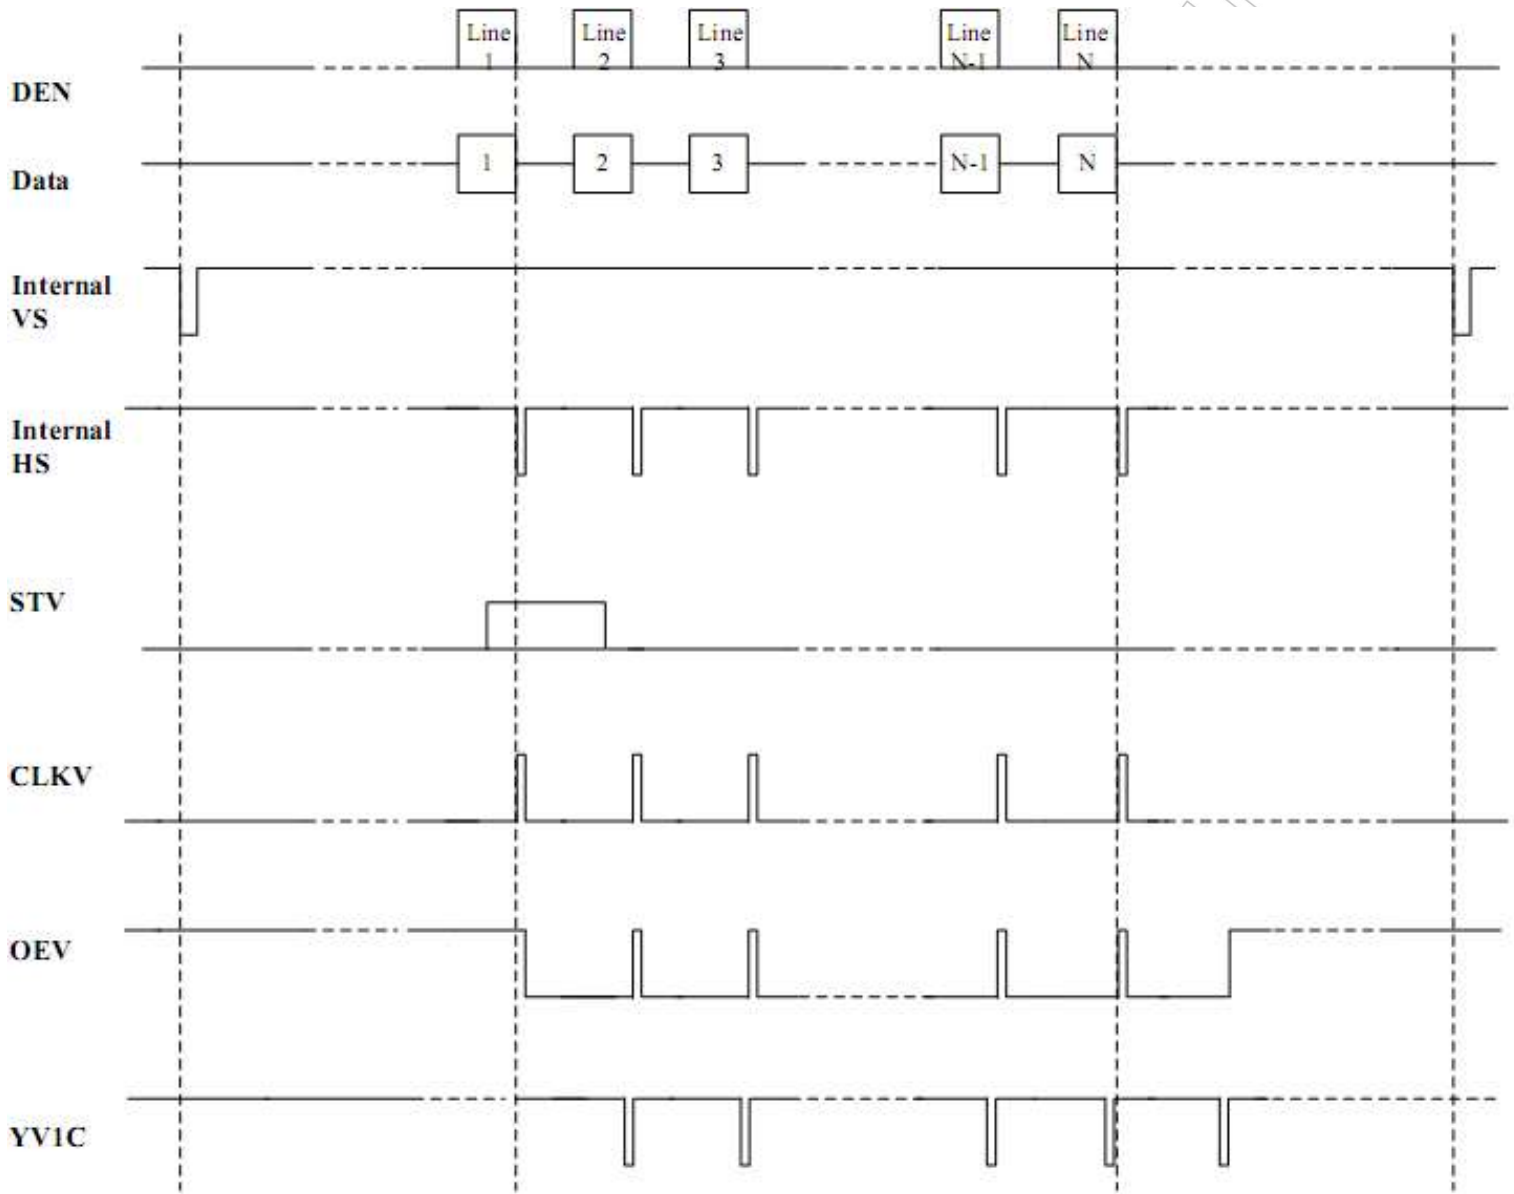 Line
1
Line
2
Line
3
Line
N-1
Line
N
DEN
1
2
3
N-1
N
Data
Internal
VS
Internal
HS
STV
CLKV
OEV
YV1C